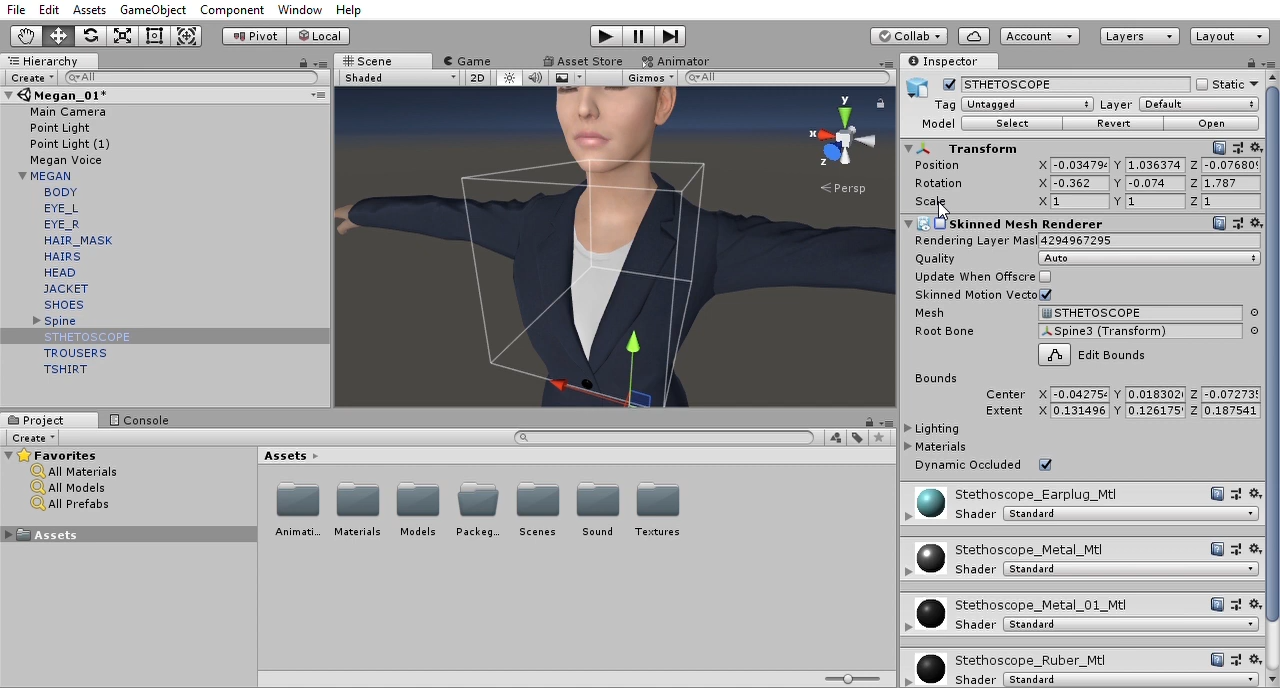 File Edit Assets GameObject Component Window Help
Pivot Local Collab Account Layers Layout
Hierarchy
Create All
Megan_01*
Main Camera
Point Light
Point Light (1)
Megan Voice
MEGAN
BODY
EYE_L
EYE_R
HAIR_MASK
HAIRS
HEAD
JACKET
SHOES
Spine
STHETOSCOPE
TROUSERS
TSHIRT
Scene Game Asset Store Animator
Shaded 2D Gizmos All
y
x
z
Persp
Inspector
STHETOSCOPE Static
Tag Untagged Layer Default
Model Select Revert Open
Transform
Position X -0.03479 Y 1.036374 Z -0.07680
Rotation X -0.362 Y -0.074 Z 1.787
Scale X 1 Y 1 Z 1
Skinned Mesh Renderer
Rendering Layer Mask 4294967295
Quality Auto
Update When Offscre
Skinned Motion Vecto
Mesh STHETOSCOPE
Root Bone Spine3 (Transform)
Edit Bounds
Bounds
Center X -0.04275 Y 0.01830 Z -0.07273
Extent X 0.131496 Y 0.12617 Z 0.187541
Lighting
Materials
Dynamic Occluded
Stethoscope_Earplug_Mtl
Shader Standard
Stethoscope_Metal_Mtl
Shader Standard
Stethoscope_Metal_01_Mtl
Shader Standard
Stethoscope_Ruber_Mtl
Shader Standard
Project Console
Create
Favorites
All Materials
All Models
All Prefabs
Assets
Assets
Animati... Materials Models Packeg... Scenes Sound Textures